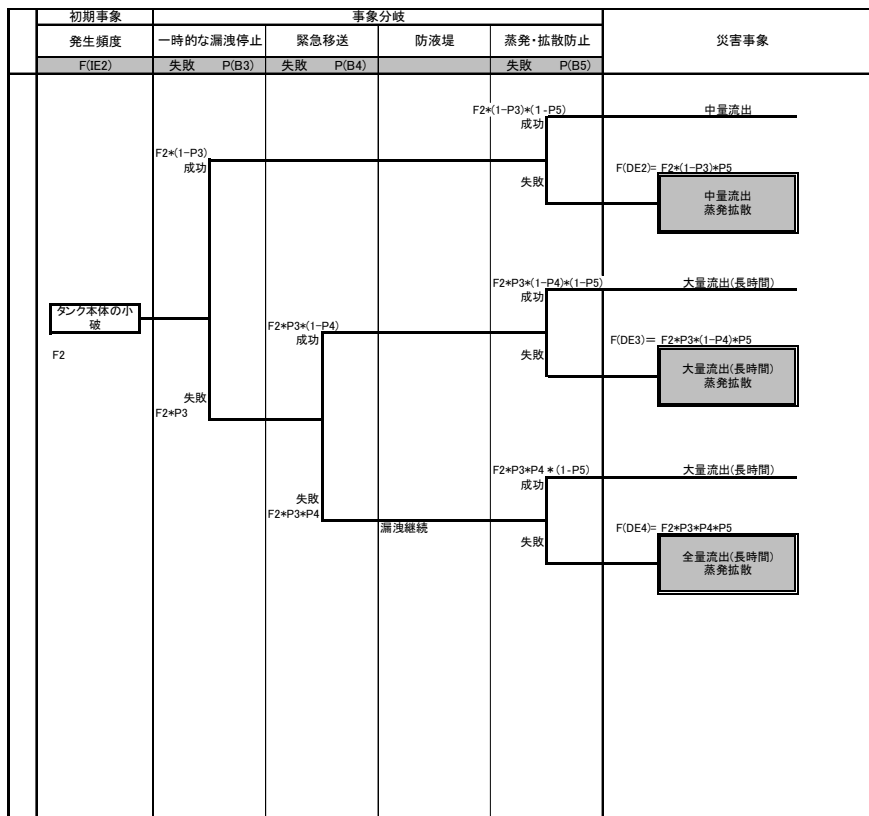 初期事象
事象分岐
発生頻度
一時的な漏洩停止
緊急移送
防液堤
蒸発・拡散防止
災害事象
F(IE2)
失敗 P(B3)
失敗 P(B4)
失敗 P(B5)
F2*(1-P3)*(1-P5)
成功
中量流出
F2*(1-P3)
成功
失敗
F(DE2)= F2*(1-P3)*P5
中量流出
蒸発拡散
F2*P3*(1-P4)*(1-P5)
成功
大量流出(長時間)
タンク本体の小
破
F2
F2*P3*(1-P4)
成功
失敗
F(DE3)= F2*P3*(1-P4)*P5
大量流出(長時間)
蒸発拡散
失敗
F2*P3
F2*P3*P4*(1-P5)
成功
大量流出(長時間)
失敗
F2*P3*P4
漏洩継続
失敗
F(DE4)= F2*P3*P4*P5
全量流出(長時間)
蒸発拡散